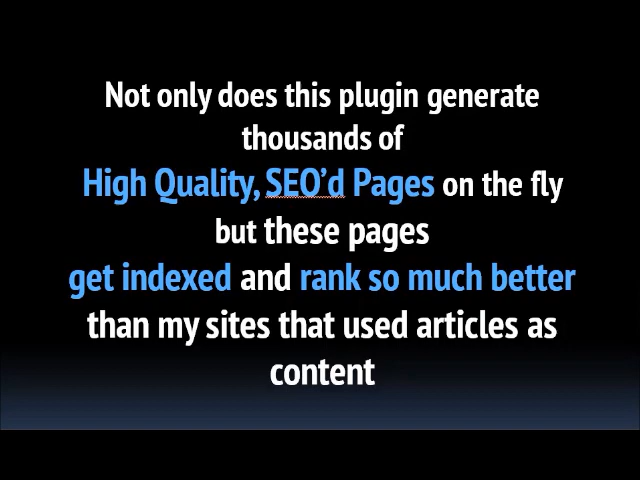 Not only does this plugin generate
thousands of
High Quality, SEO’d Pages on the fly
but these pages
get indexed and rank so much better
than my sites that used articles as
content